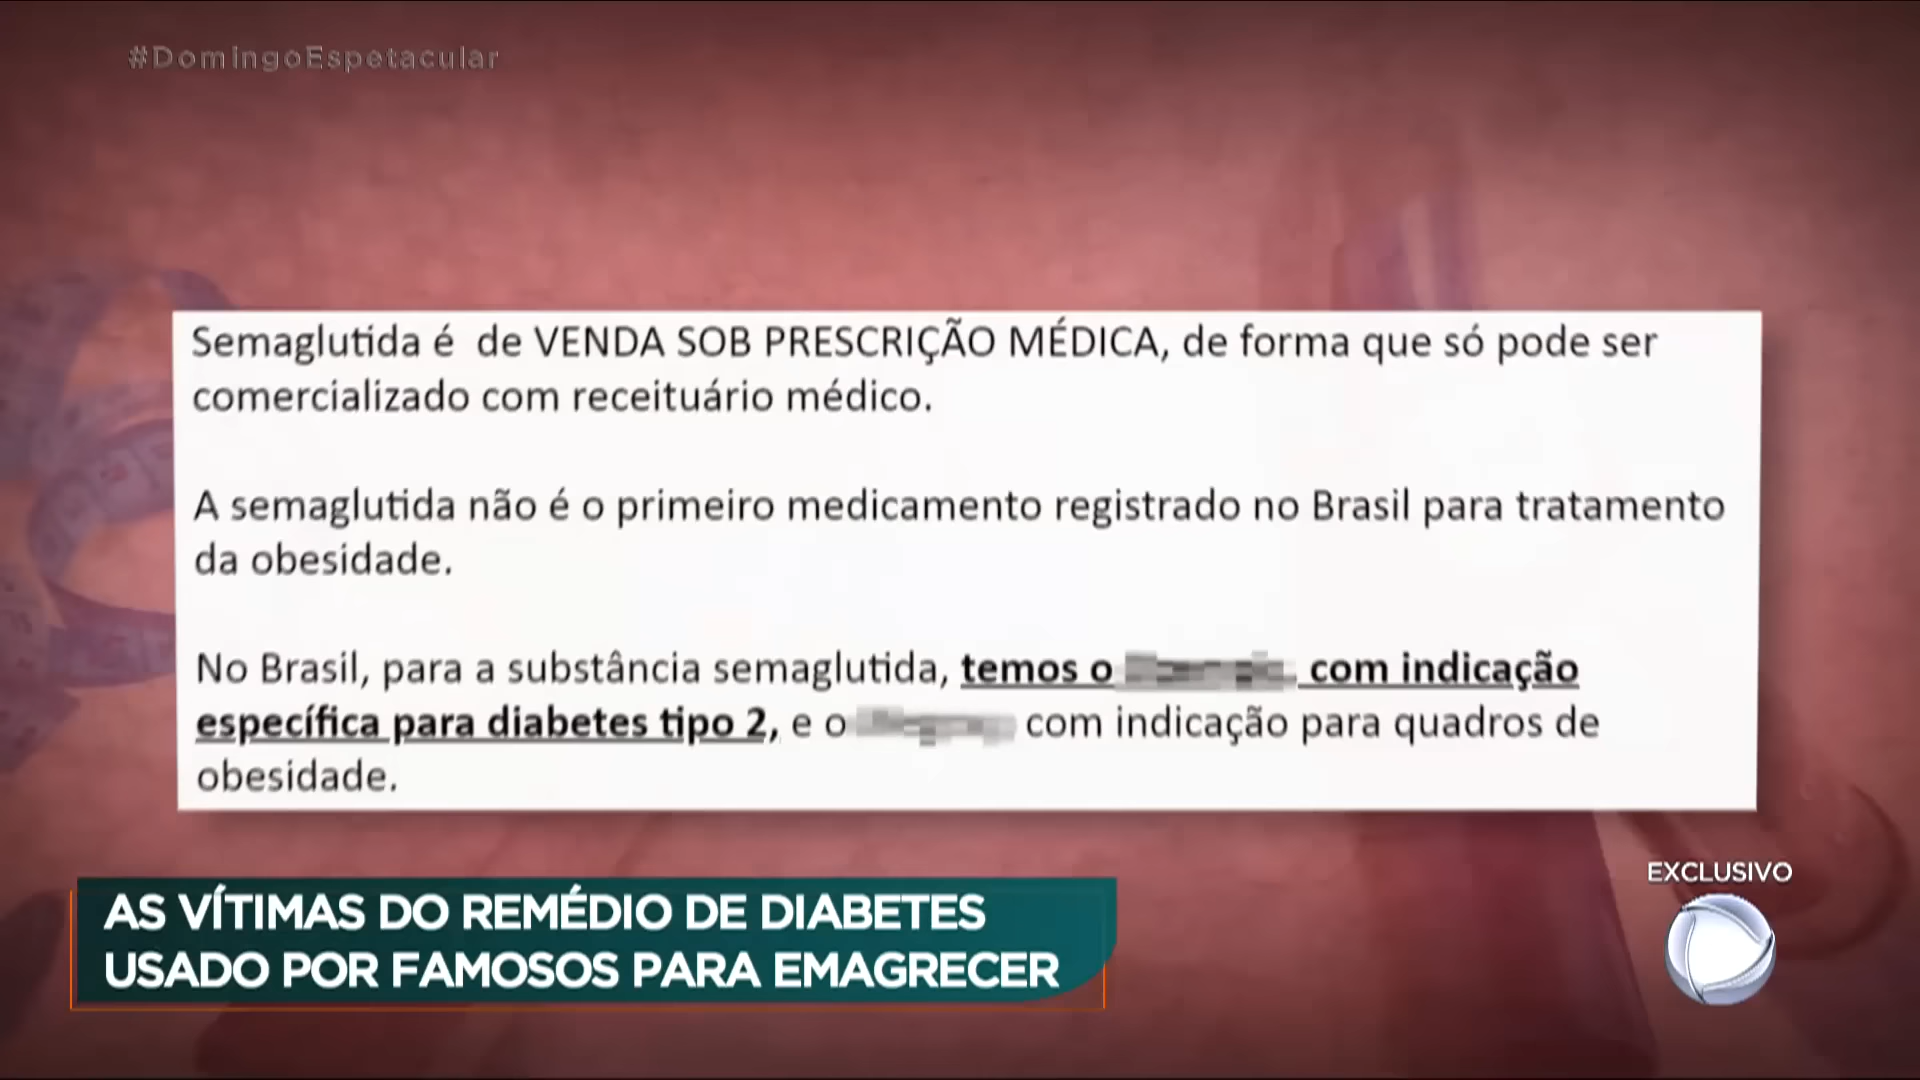 #DomingoEspetacular
Semaglutida é de VENDA SOB PRESCRIÇÃO MÉDICA, de forma que só pode ser
comercializado com receituário médico.
A semaglutida não é o primeiro medicamento registrado no Brasil para tratamento
da obesidade.
No Brasil, para a substância semaglutida, temos o com indicação
específica para diabetes tipo 2, e o com indicação para quadros de
obesidade.
EXCLUSIVO
AS VÍTIMAS DO REMÉDIO DE DIABETES
USADO POR FAMOSOS PARA EMAGRECER